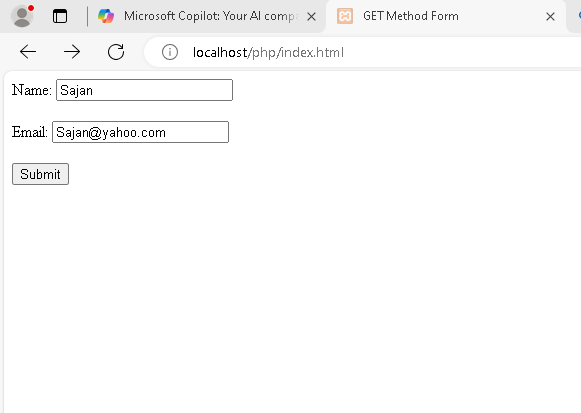 Microsoft Copilot: Your AI comp
GET Method Form
localhost/php/index.html
Name: Sajan
Email: Sajan@yahoo.com
Submit